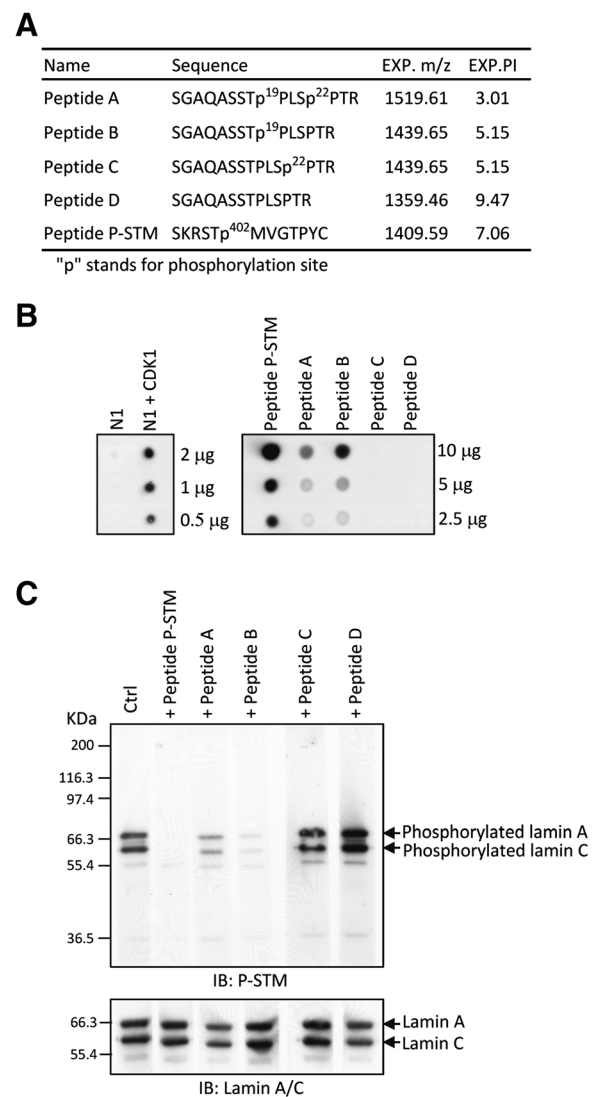 A
Name Sequence EXP. m/z EXP.PI
Peptide A SGAQASSTp19PLSp22PTR 1519.61 3.01
Peptide B SGAQASSTp19PLSPTR 1439.65 5.15
Peptide C SGAQASSTPLSp22PTR 1439.65 5.15
Peptide D SGAQASSTPLSPTR 1359.46 9.47
Peptide P-STM SKRSTp402MVGTPYC 1409.59 7.06
"p" stands for phosphorylation site
B
N1
N1 + CDK1
2 µg
1 µg
0.5 µg
Peptide P-STM
Peptide A
Peptide B
Peptide C
Peptide D
10 µg
5 µg
2.5 µg
C
Ctrl
+ Peptide P-STM
+ Peptide A
+ Peptide B
+ Peptide C
+ Peptide D
KDa
200
116.3
97.4
66.3
55.4
36.5
Phosphorylated lamin A
Phosphorylated lamin C
IB: P-STM
66.3
55.4
Lamin A
Lamin C
IB: Lamin A/C